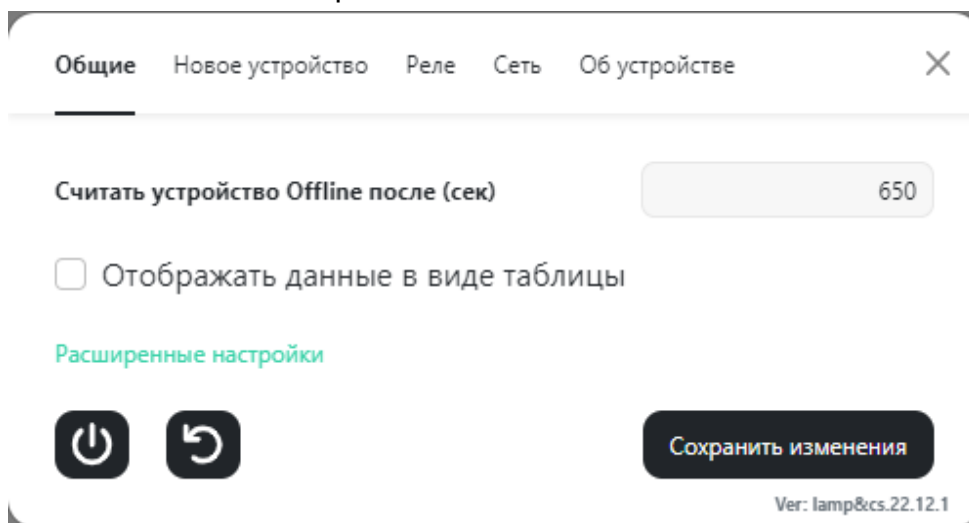 Общие Новое устройство Реле Сеть Об устройстве
Считать устройство Offline после (сек) 650
Отображать данные в виде таблицы
Расширенные настройки
Сохранить изменения
Ver: lamp&cs.22.12.1